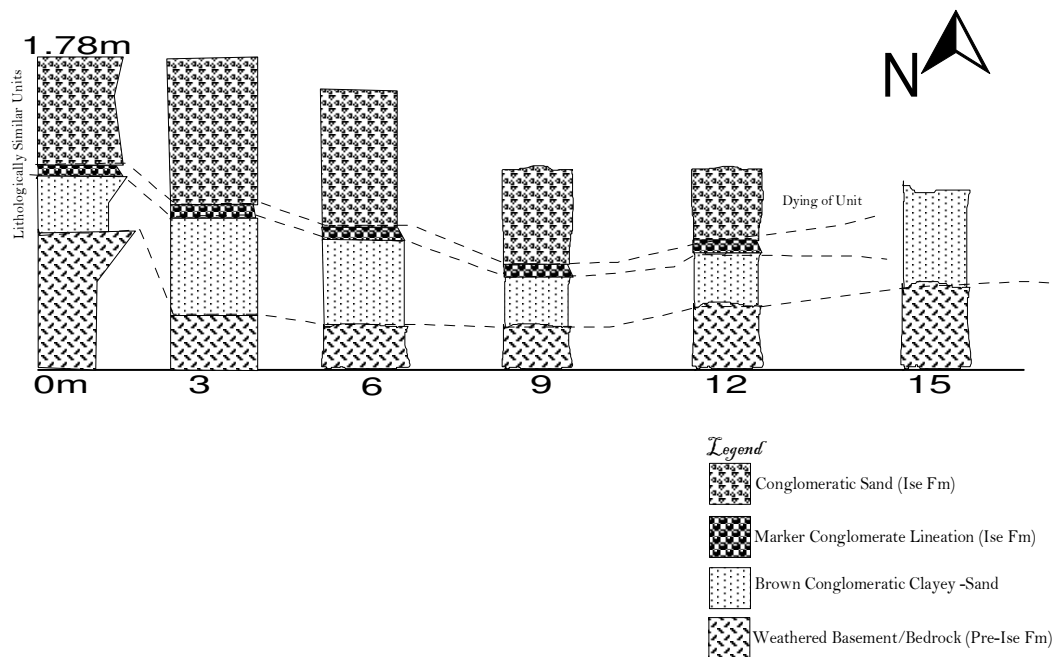 1.78m
N
Lithologically Similar Units
Dying of Unit
0m 3 6 9 12 15
Legend
Conglomeratic Sand (Ise Fm)
Marker Conglomerate Lineation (Ise Fm)
Brown Conglomeratic Clayey -Sand
Weathered Basement/Bedrock (Pre-Ise Fm)